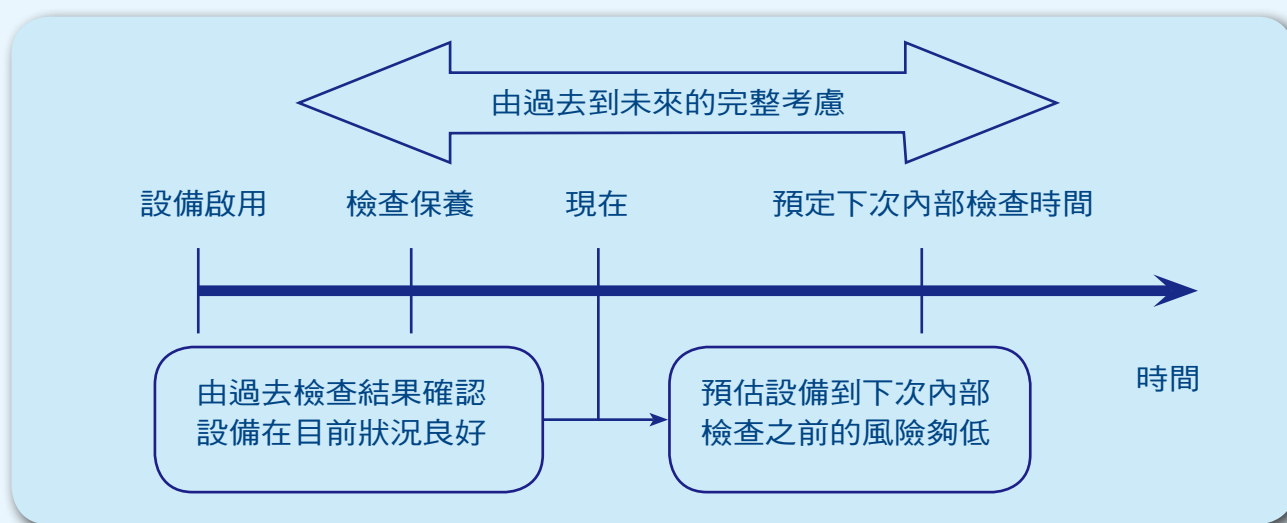 由過去到未來的完整考慮
設備啟用
檢查保養
現在
預定下次內部檢查時間
由過去檢查結果確認
設備在目前狀況良好
預估設備到下次內部
檢查之前的風險夠低
時間